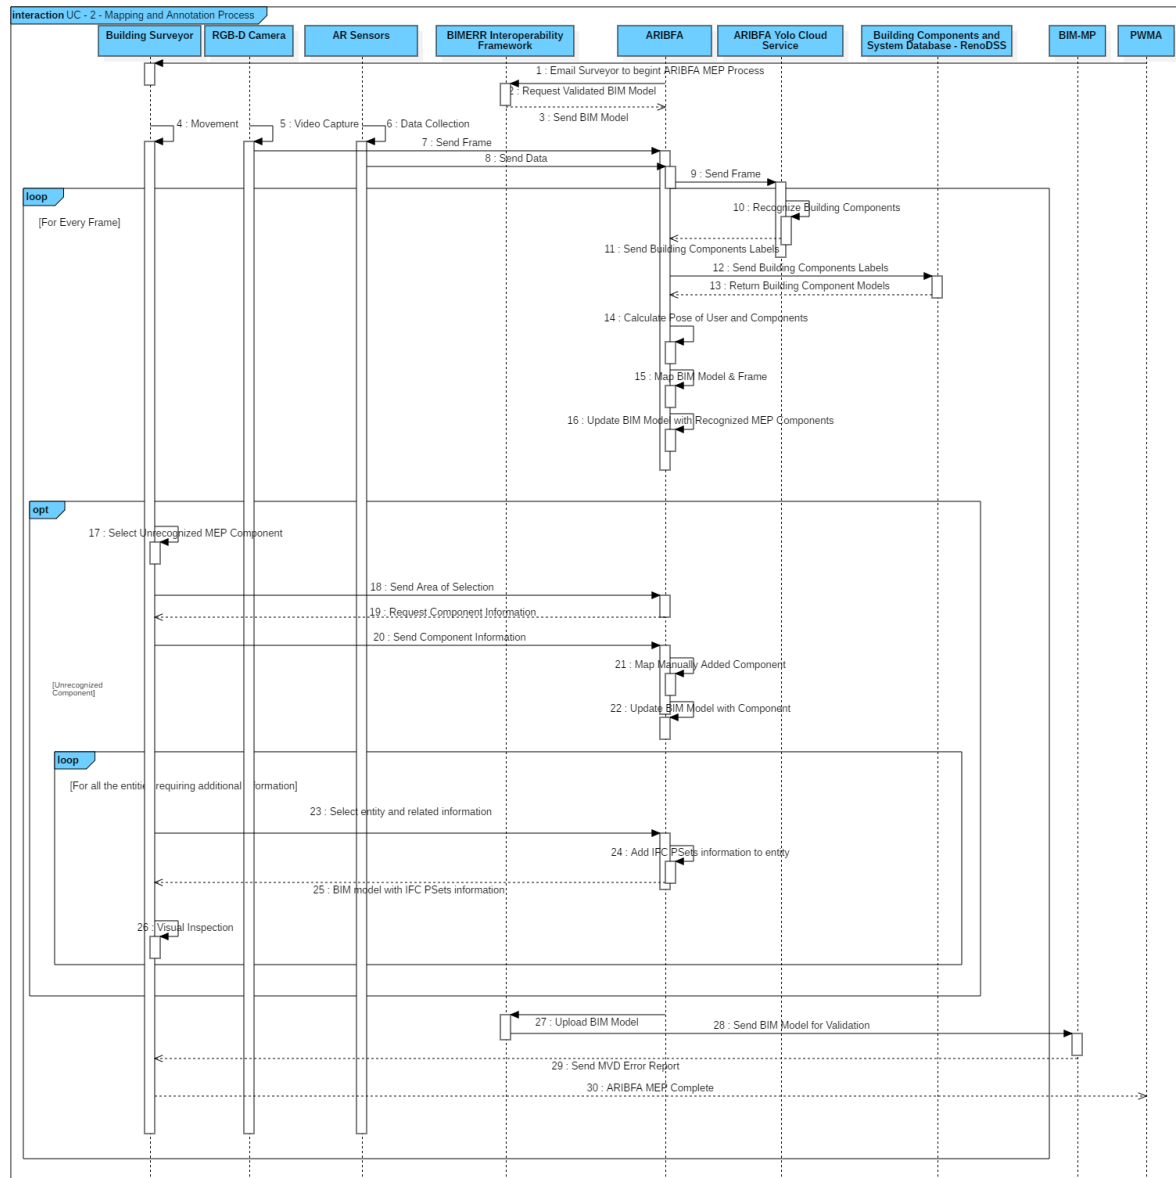 interaction UC - 2 - Mapping and Annotation Process
Building Surveyor
RGB-D Camera
AR Sensors
BIMERR Interoperability
Framework
ARIBFA
ARIBFA Yolo Cloud
Service
Building Components and
System Database - RenoDSS
BIM-MP
PWMA
1 : Email Surveyor to begint ARIBFA MEP Process
2 : Request Validated BIM Model
3 : Send BIM Model
4 : Movement
5 : Video Capture
6 : Data Collection
7 : Send Frame
8 : Send Data
9 : Send Frame
loop
[For Every Frame]
10 : Recognize Building Components
11 : Send Building Components Labels
12 : Send Building Components Labels
13 : Return Building Component Models
14 : Calculate Pose of User and Components
15 : Map BIM Model & Frame
16 : Update BIM Model with Recognized MEP Components
opt
17 : Select Unrecognized MEP Component
18 : Send Area of Selection
19 : Request Component Information
20 : Send Component Information
21 : Map Manually Added Component
[Unrecognized
Component]
22 : Update BIM Model with Component
loop
[For all the entities requiring additional information]
23 : Select entity and related information
24 : Add IFC PSets information to entity
25 : BIM model with IFC PSets information
26 : Visual Inspection
27 : Upload BIM Model
28 : Send BIM Model for Validation
29 : Send MVD Error Report
30 : ARIBFA MEP Complete